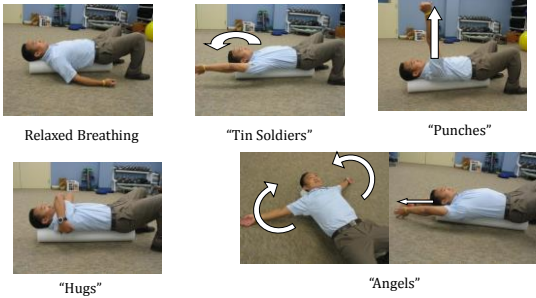 Relaxed Breathing
“Tin Soldiers”
“Punches”
“Hugs”
“Angels”